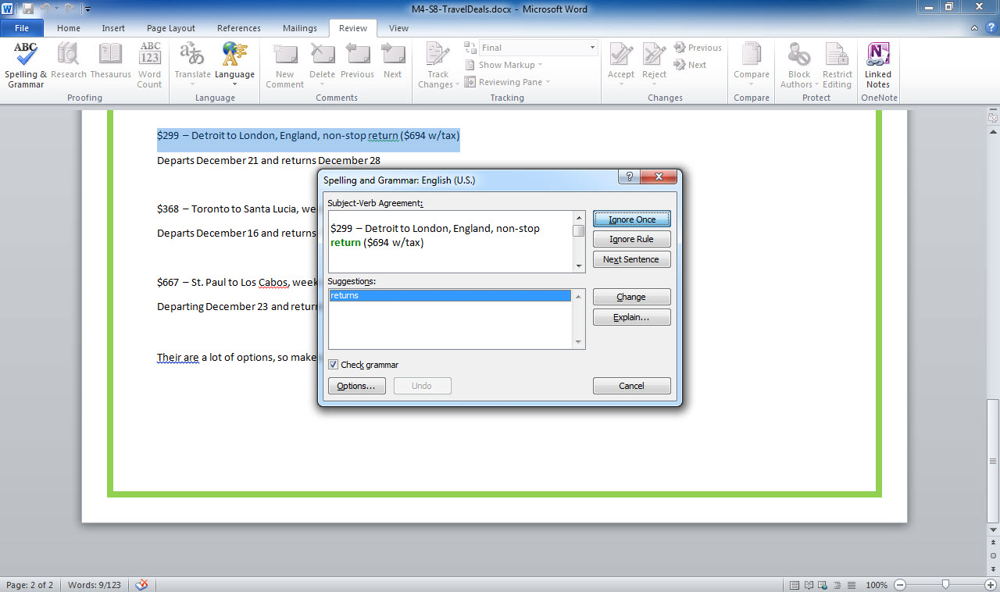 M4-S8-TravelDeals.docx - Microsoft Word
File Home Insert Page Layout References Mailings Review View
ABC Spelling & Grammar Research Thesaurus ABC 123 Word Count Translate Language New Comment Delete Previous Next Track Changes Final Show Markup Reviewing Pane Accept Reject Previous Next Compare Block Authors Restrict Editing Linked Notes
Proofing Language Comments Tracking Changes Compare Protect OneNote
$299 – Detroit to London, England, non-stop return ($694 w/tax)
Departs December 21 and returns December 28
$368 – Toronto to Santa Lucia, we
Departs December 16 and returns
$667 – St. Paul to Los Cabos, week
Departing December 23 and return
Their are a lot of options, so make
Spelling and Grammar: English (U.S.)
Subject-Verb Agreement:
$299 – Detroit to London, England, non-stop
return ($694 w/tax)
Ignore Once
Ignore Rule
Next Sentence
Suggestions:
returns
Change
Explain...
Check grammar
Options... Undo Cancel
Page: 2 of 2 Words: 9/123 100%